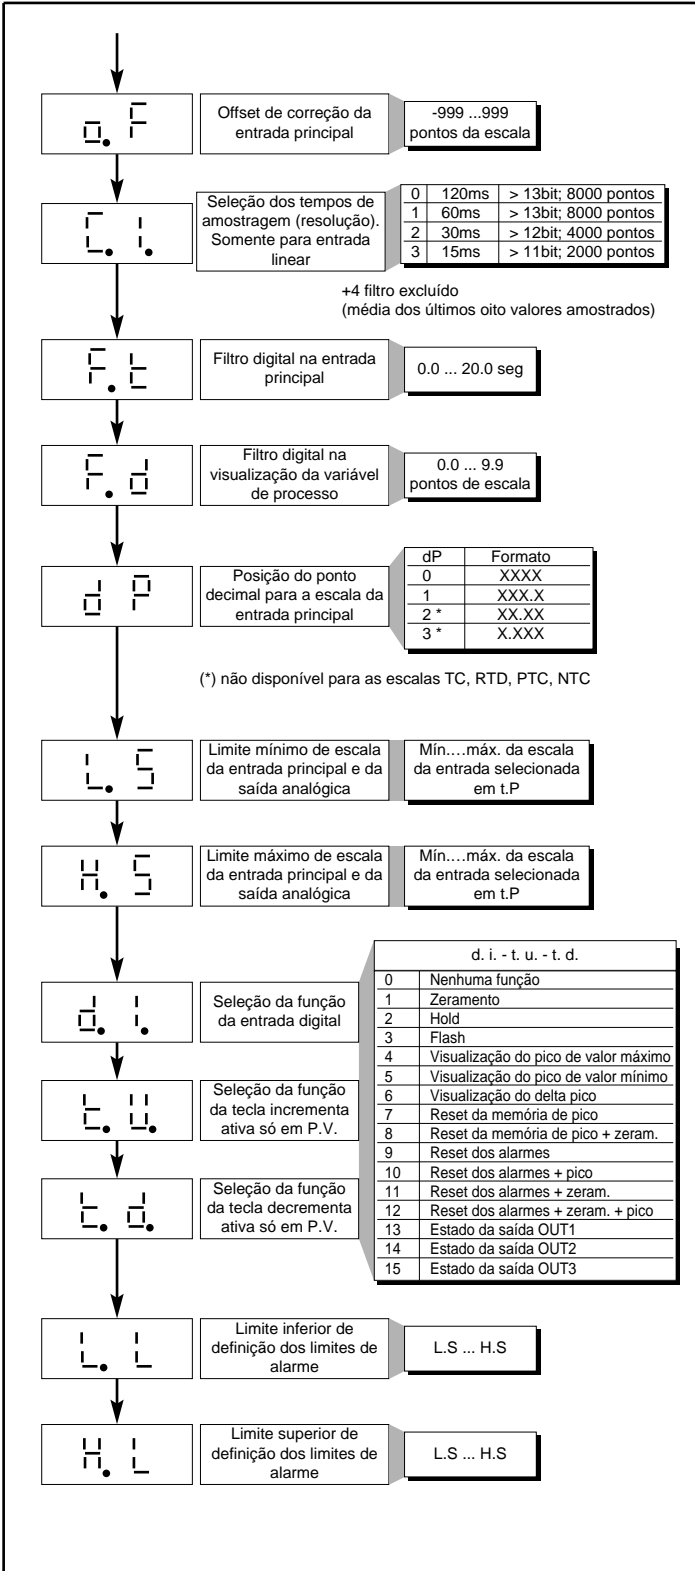 o. F
Offset de correção da
entrada principal
-999 ...999
pontos da escala
C. I.
Seleção dos tempos de
amostragem (resolução).
Somente para entrada
linear
0 120ms > 13bit; 8000 pontos
1 60ms > 13bit; 8000 pontos
2 30ms > 12bit; 4000 pontos
3 15ms > 11bit; 2000 pontos
+4 filtro excluído
(média dos últimos oito valores amostrados)
F. t
Filtro digital na entrada
principal
0.0 ... 20.0 seg
F. d
Filtro digital na
visualização da variável
de processo
0.0 ... 9.9
pontos de escala
d P
Posição do ponto
decimal para a escala da
entrada principal
dP Formato
0 XXXX
1 XXX.X
2 * XX.XX
3 * X.XXX
(*) não disponível para as escalas TC, RTD, PTC, NTC
L. S
Limite mínimo de escala
da entrada principal e da
saída analógica
Mín....máx. da escala
da entrada selecionada
em t.P
H. S
Limite máximo de escala
da entrada principal e da
saída analógica
Mín....máx. da escala
da entrada selecionada
em t.P
d. I.
Seleção da função
da entrada digital
t. U.
Seleção da função
da tecla incrementa
ativa só em P.V.
t. d.
Seleção da função
da tecla decrementa
ativa só em P.V.
d. i. - t. u. - t. d.
0 Nenhuma função
1 Zeramento
2 Hold
3 Flash
4 Visualização do pico de valor máximo
5 Visualização do pico de valor mínimo
6 Visualização do delta pico
7 Reset da memória de pico
8 Reset da memória de pico + zeram.
9 Reset dos alarmes
10 Reset dos alarmes + pico
11 Reset dos alarmes + zeram.
12 Reset dos alarmes + zeram. + pico
13 Estado da saída OUT1
14 Estado da saída OUT2
15 Estado da saída OUT3
L. L
Limite inferior de
definição dos limites de
alarme
L.S ... H.S
H. L
Limite superior de
definição dos limites de
alarme
L.S ... H.S